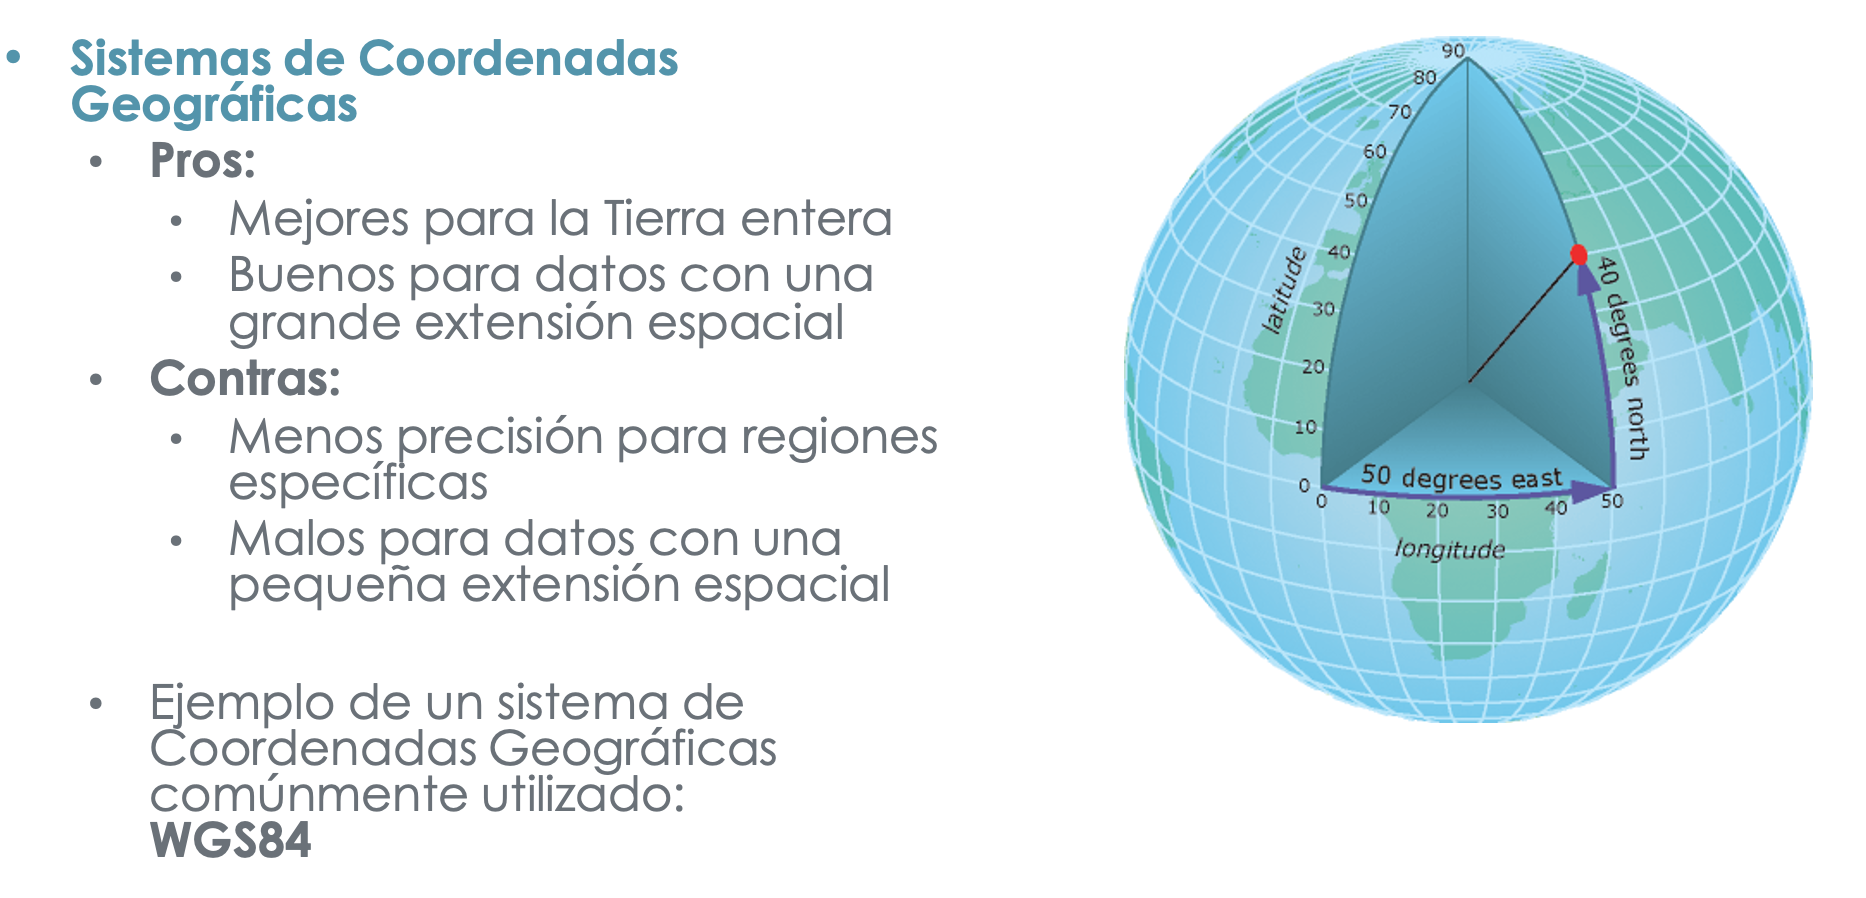 • Sistemas de Coordenadas
Geográficas
• Pros:
• Mejores para la Tierra entera
• Buenos para datos con una
grande extensión espacial
• Contras:
• Menos precisión para regiones
específicas
• Malos para datos con una
pequeña extensión espacial
• Ejemplo de un sistema de
Coordenadas Geográficas
comúnmente utilizado:
WGS84
90
80
70
60
50
40
30
20
10
0
latitude
40 degrees north
50 degrees east
0 10 20 30 40 50
longitude